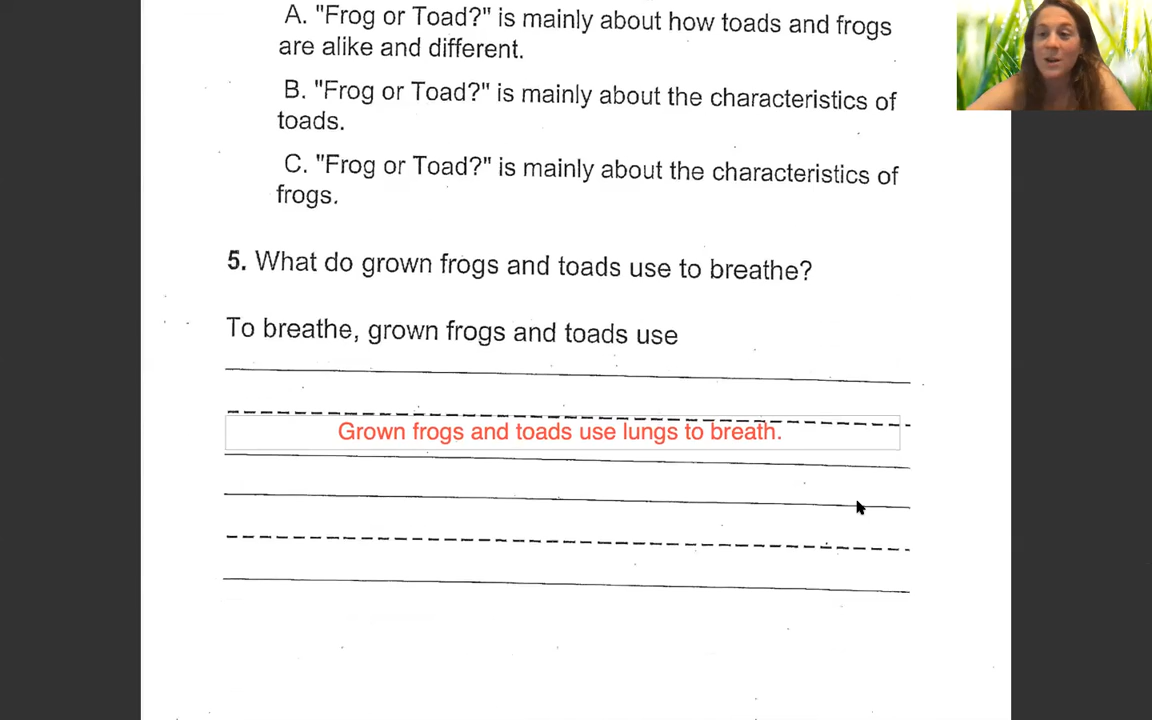 A. "Frog or Toad?" is mainly about how toads and frogs
are alike and different.
B. "Frog or Toad?" is mainly about the characteristics of
toads.
C. "Frog or Toad?" is mainly about the characteristics of
frogs.
5. What do grown frogs and toads use to breathe?
To breathe, grown frogs and toads use
Grown frogs and toads use lungs to breath.